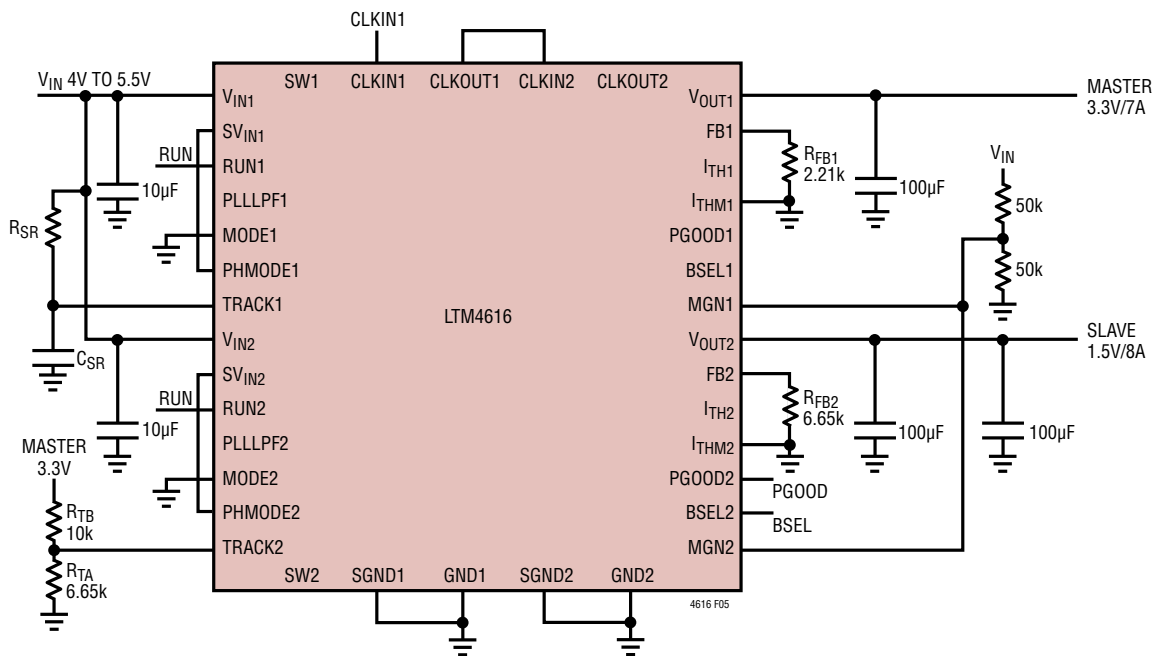 CLKIN1
V_IN 4V TO 5.5V
SW1 CLKIN1 CLKOUT1 CLKIN2 CLKOUT2
V_IN1
SV_IN1
RUN RUN1
PLLLPF1
MODE1
PHMODE1
TRACK1
V_IN2
SV_IN2
RUN RUN2
PLLLPF2
MODE2
PHMODE2
TRACK2
10µF
R_SR
C_SR
10µF
MASTER
3.3V
R_TB
10k
R_TA
6.65k
LTM4616
V_OUT1
FB1
I_TH1
I_THM1
PGOOD1
BSEL1
MGN1
V_OUT2
FB2
I_TH2
I_THM2
PGOOD2 PGOOD
BSEL2 BSEL
MGN2
MASTER
3.3V/7A
R_FB1
2.21k
100µF
V_IN
50k
50k
SLAVE
1.5V/8A
R_FB2
6.65k
100µF
100µF
SW2 SGND1 GND1 SGND2 GND2
4616 F05